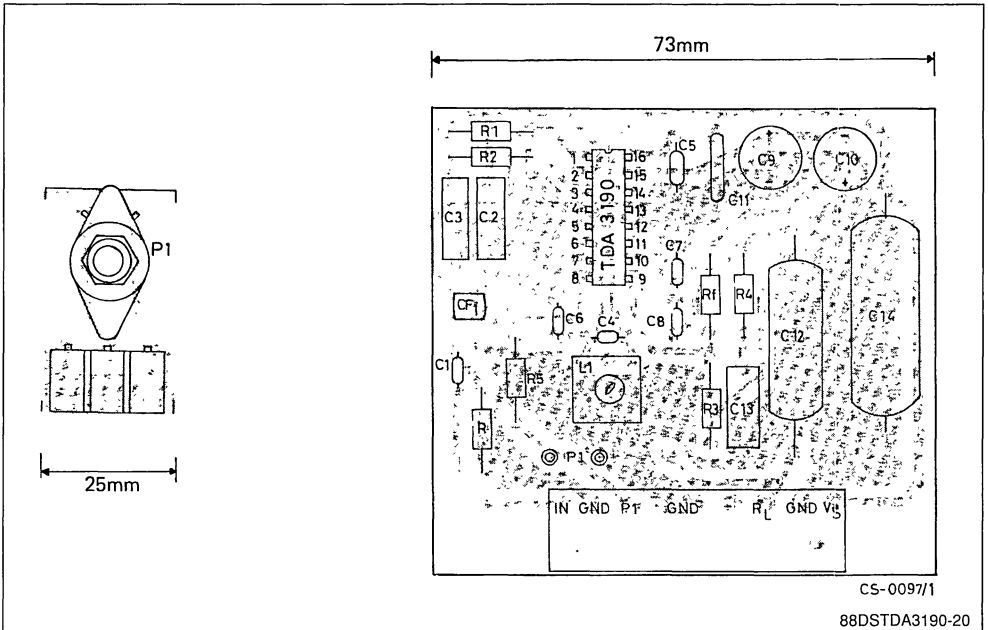 73mm
R1
R2
C3
C2
1
2
3
4
5
6
7
8
TDA 3190
16
15
14
13
12
11
10
9
C5
C11
C9
C10
C7
P1
CF1
C6
C4
C8
Rf
R4
C12
C14
C1
R5
L1
R3
C13
R
P1
25mm
IN GND P1 GND RL GND VS
CS-0097/1
88DSTDA3190-20